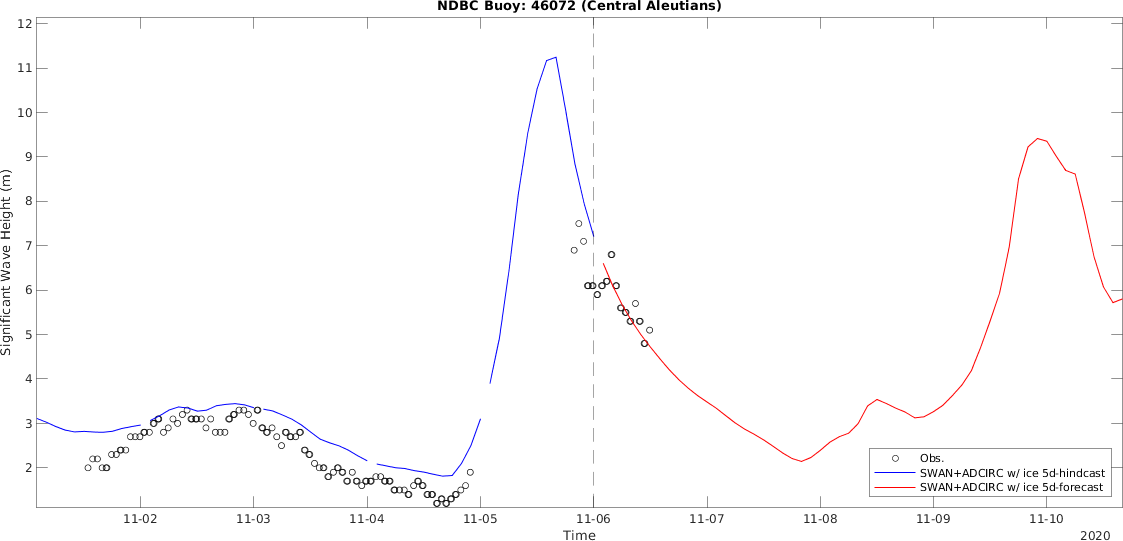 NDBC Buoy: 46072 (Central Aleutians)
Significant Wave Height (m)
12
11
10
9
8
7
6
5
4
3
2
11-02 11-03 11-04 11-05 11-06 11-07 11-08 11-09 11-10
Time
2020
Obs.
SWAN+ADCIRC w/ ice 5d-hindcast
SWAN+ADCIRC w/ ice 5d-forecast